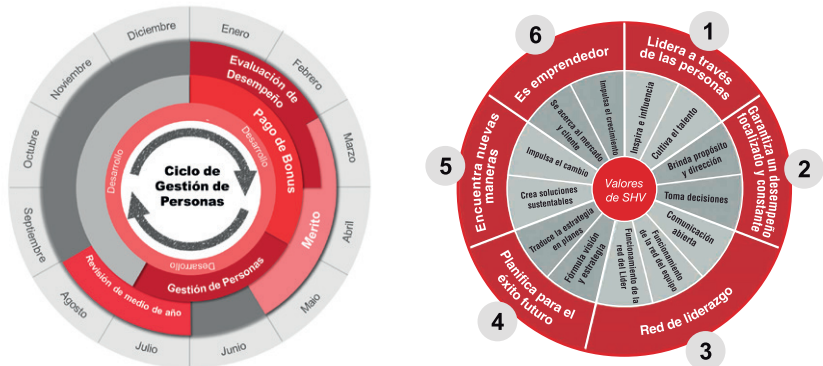 Enero
Febrero
Marzo
Abril
Maio
Junio
Julio
Agosto
Septiembre
Octubre
Noviembre
Diciembre
Evaluación de
Desempeño
Pago de Bonus
Merito
Gestión de Personas
Revisión de medio de año
Desarrollo
Desarrollo
Desarrollo
Ciclo de
Gestión de
Personas
1
Lidera a través
de las personas
Inspira e influencia
Cultiva el talento
2
Garantiza un desempeño
localizado y constante
Brinda propósito
y dirección
Toma decisiones
3
Red de liderazgo
Comunicación
abierta
Funcionamiento
de la red del equipo
Funcionamiento de la
red del Lider
4
Planifica para el
éxito futuro
Fórmula visión
y estrategia
Traduce la estrategia
en planes
5
Encuentra nuevas
maneras
Crea soluciones
sustentables
Impulsa el cambio
6
Es emprendedor
Se acerca al mercado
y cliente
Impulsa el crecimiento
Valores
de SHV